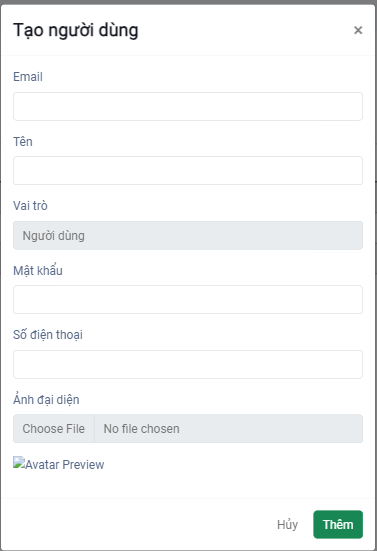 Tạo người dùng ×
Email
Tên
Vai trò
Người dùng
Mật khẩu
Số điện thoại
Ảnh đại diện
Choose File No file chosen
Avatar Preview
Hủy Thêm